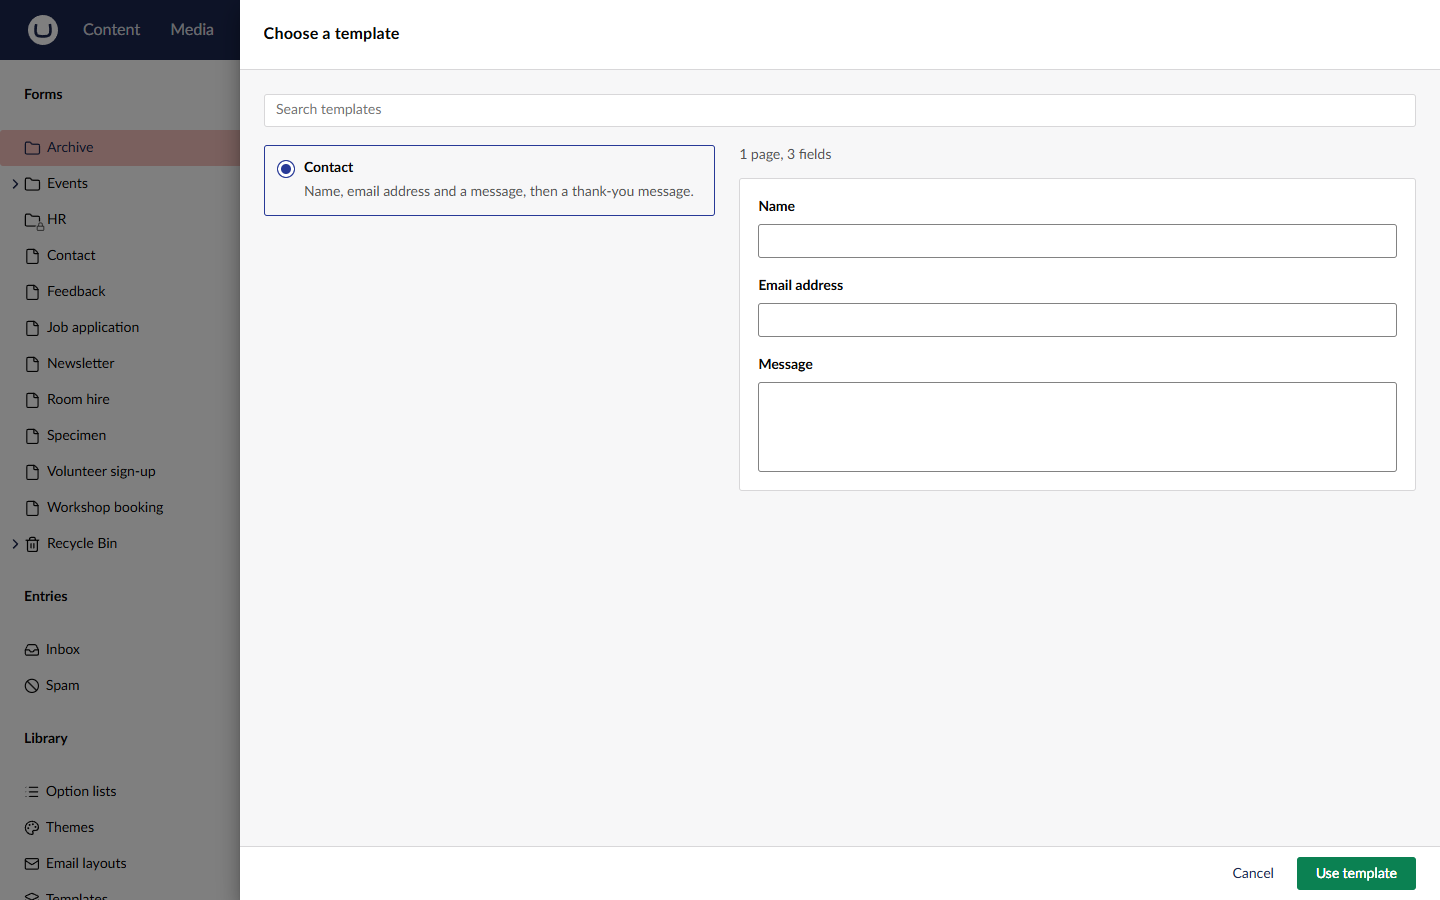 Content
Media
Choose a template
Forms
Search templates
Archive
Events
HR
Contact
Feedback
Job application
Newsletter
Room hire
Specimen
Volunteer sign-up
Workshop booking
Recycle Bin
Entries
Inbox
Spam
Library
Option lists
Themes
Email layouts
Templates
Contact
Name, email address and a message, then a thank-you message.
1 page, 3 fields
Name
Email address
Message
Cancel
Use template